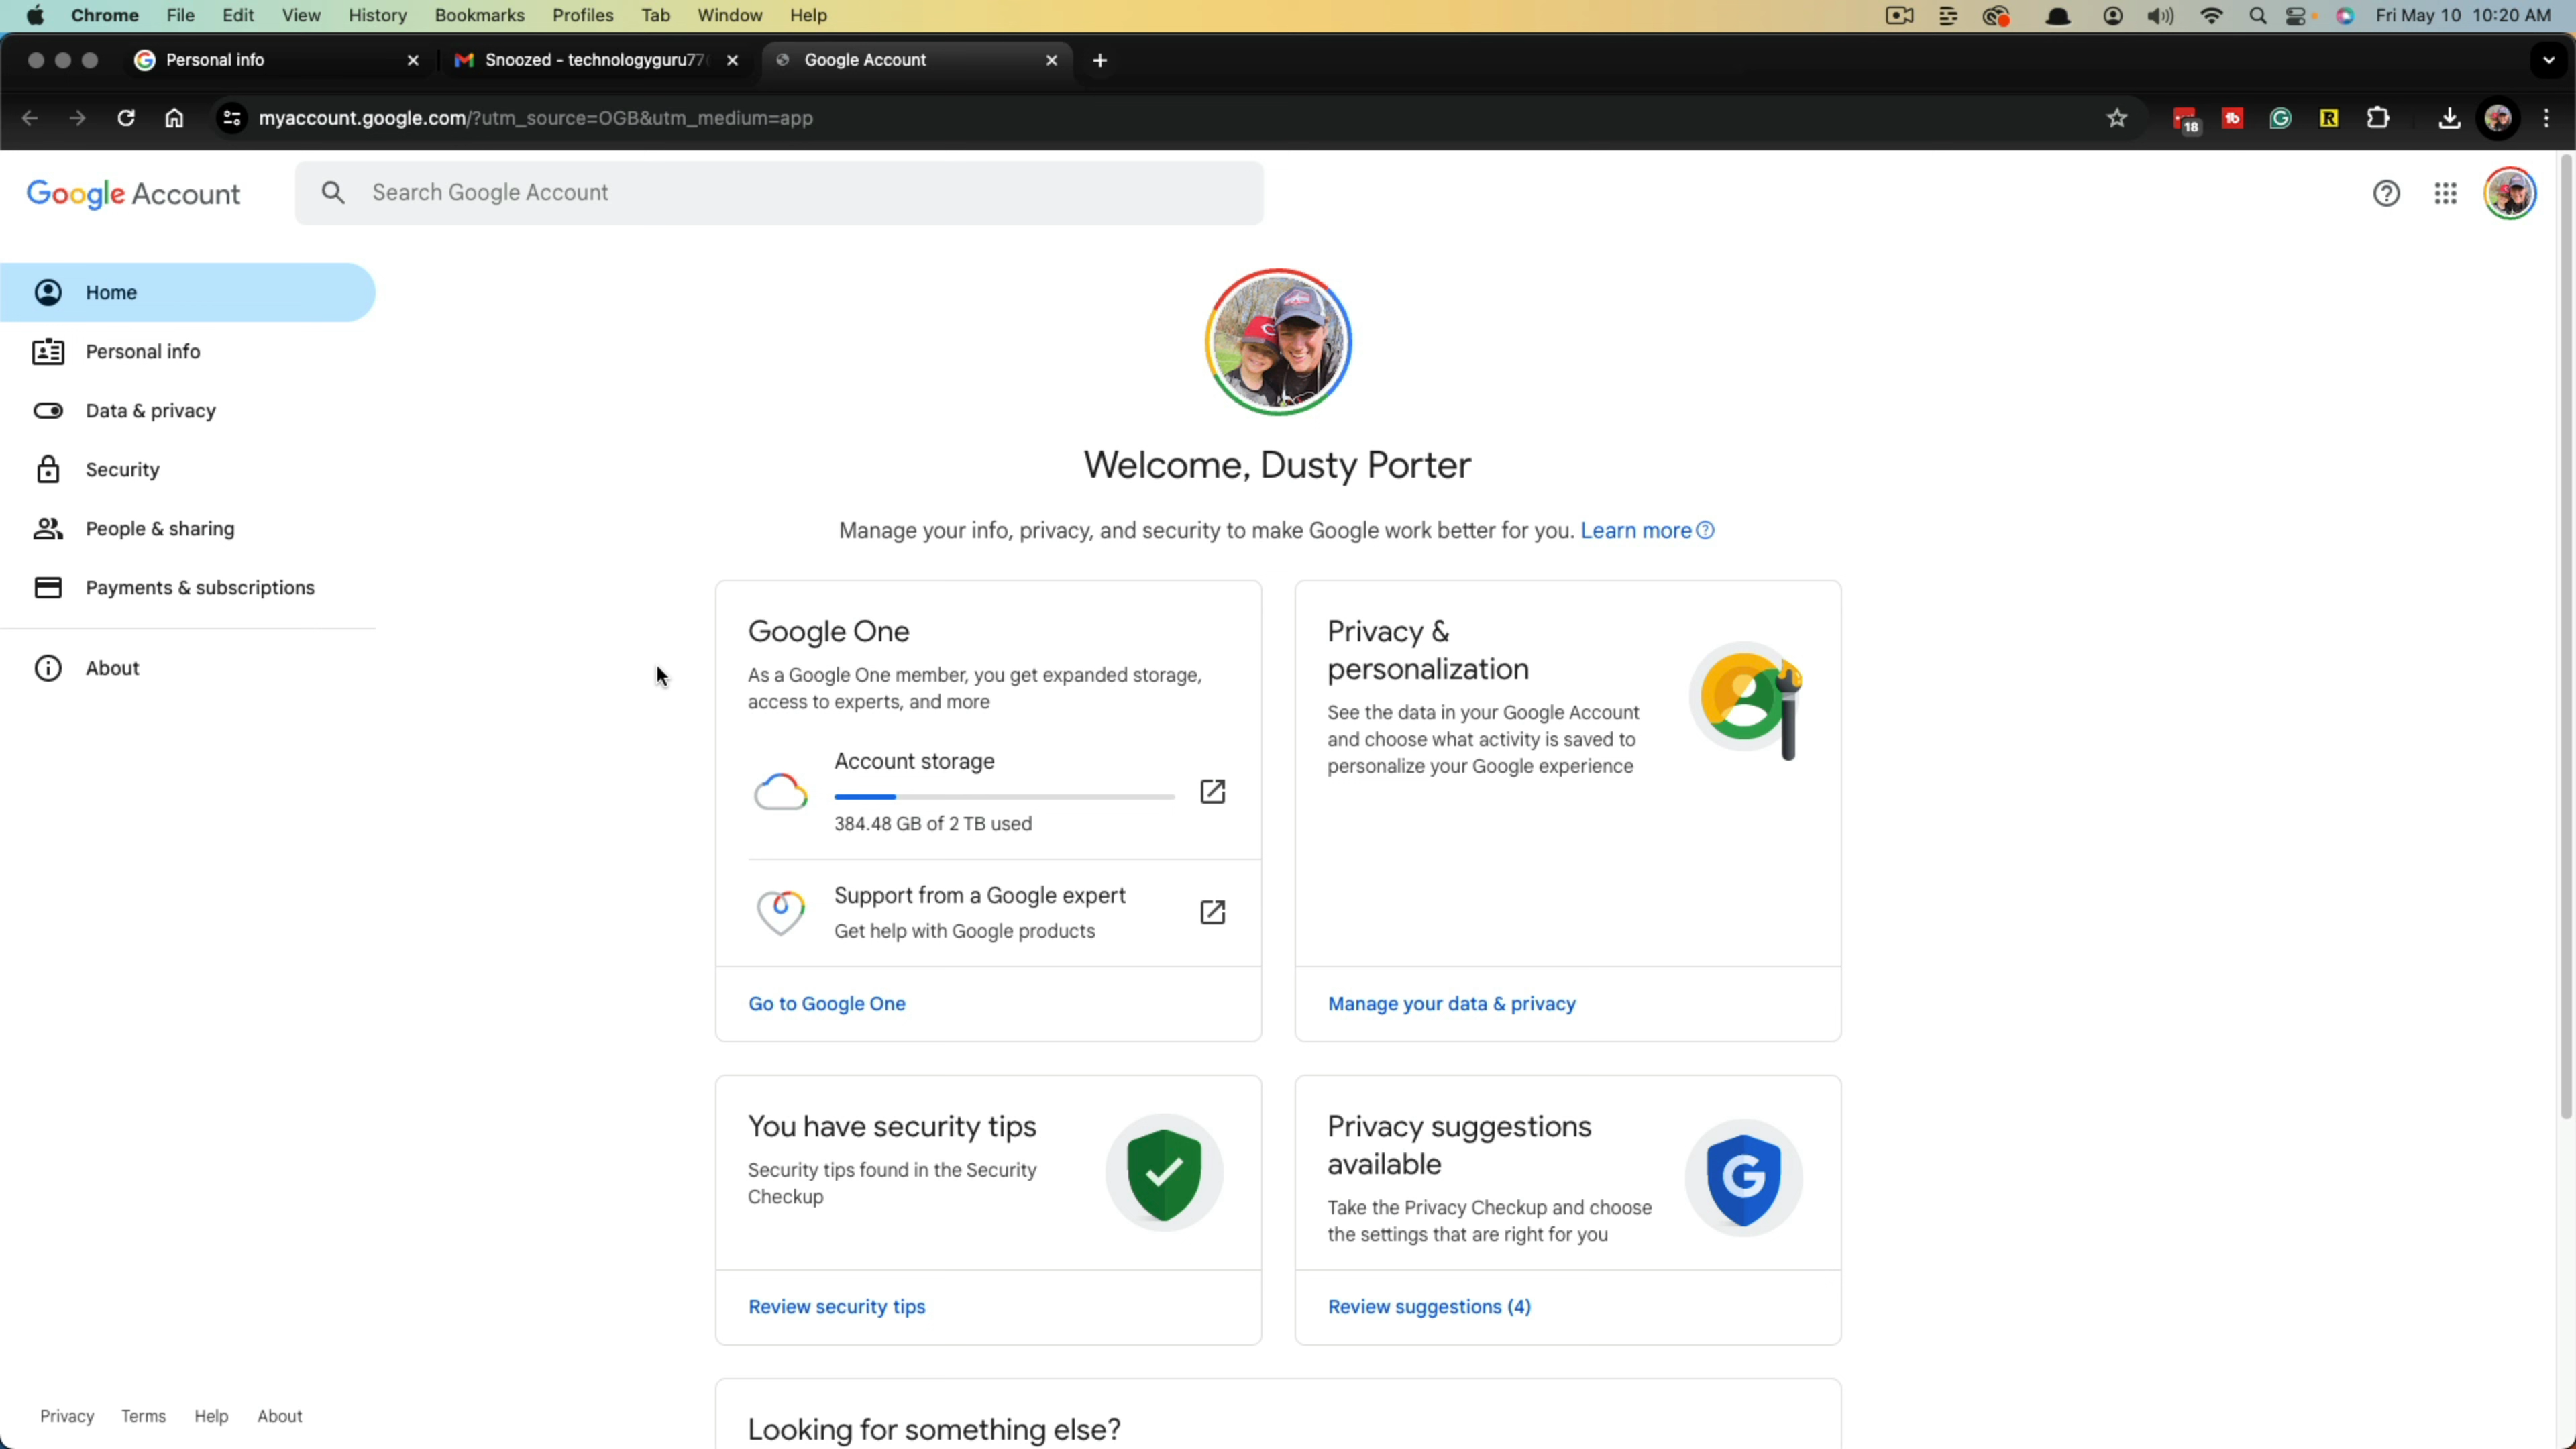 Chrome File Edit View History Bookmarks Profiles Tab Window Help Fri May 10 10:20 AM
Personal info Snoozed - technologyguru77 Google Account
myaccount.google.com/?utm_source=OGB&utm_medium=app 18 tb G R
Google Account Search Google Account
Home
Personal info
Data & privacy
Security
People & sharing
Payments & subscriptions
About
Welcome, Dusty Porter
Manage your info, privacy, and security to make Google work better for you. Learn more
Google One
As a Google One member, you get expanded storage,
access to experts, and more
Account storage
384.48 GB of 2 TB used
Support from a Google expert
Get help with Google products
Go to Google One
Privacy &
personalization
See the data in your Google Account
and choose what activity is saved to
personalize your Google experience
Manage your data & privacy
You have security tips
Security tips found in the Security
Checkup
Review security tips
Privacy suggestions
available
Take the Privacy Checkup and choose
the settings that are right for you
G
Review suggestions (4)
Looking for something else?
Privacy Terms Help About